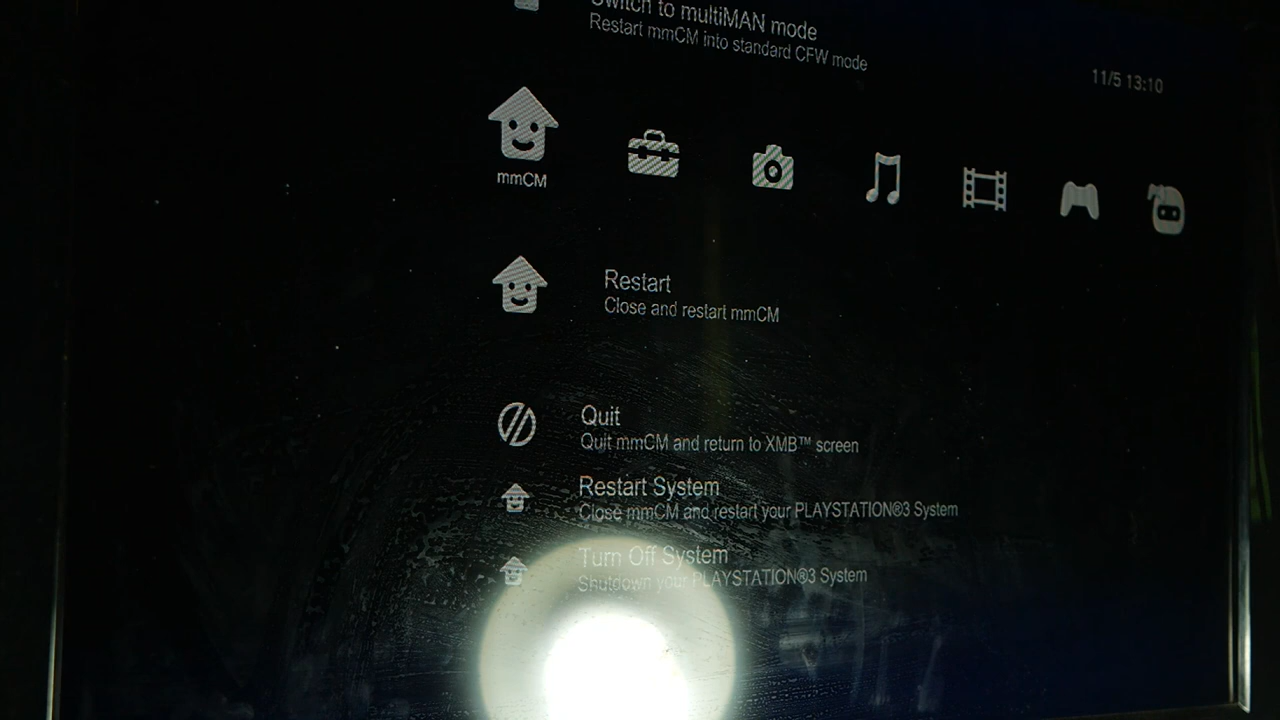 Switch to multiMAN mode
Restart mmCM into standard CFW mode
11/5 13:10
mmCM
Restart
Close and restart mmCM
Quit
Quit mmCM and return to XMB™ screen
Restart System
Close mmCM and restart your PLAYSTATION®3 System
Turn Off System
Shutdown your PLAYSTATION®3 System